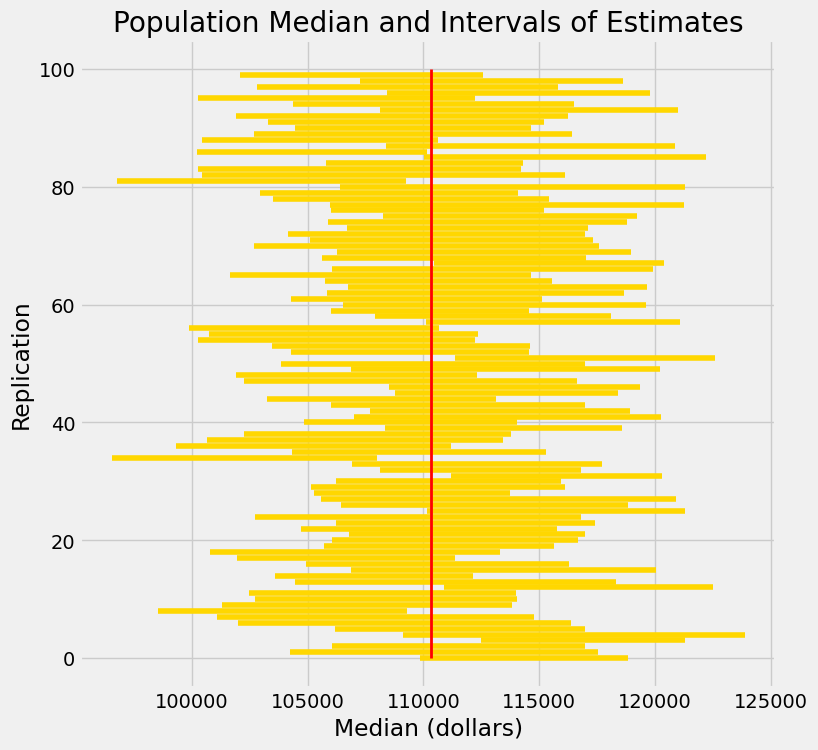 Population Median and Intervals of Estimates
100
80
60
40
20
0
Replication
100000 105000 110000 115000 120000 125000
Median (dollars)